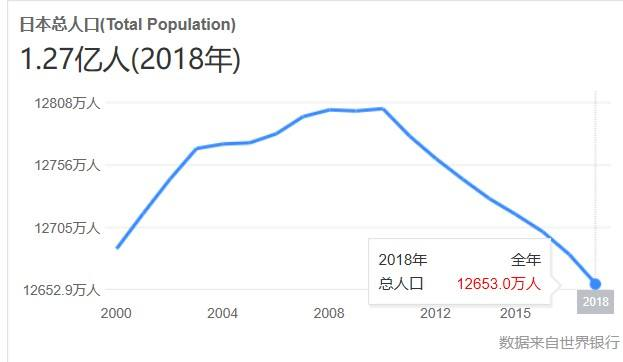 日本总人口(Total Population)
1.27亿人(2018年)
12808万人
12756万人
12705万人
12652.9万人
2018年 全年
总人口 12653.0万人
2000 2004 2008 2012 2015 2018
数据来自世界银行